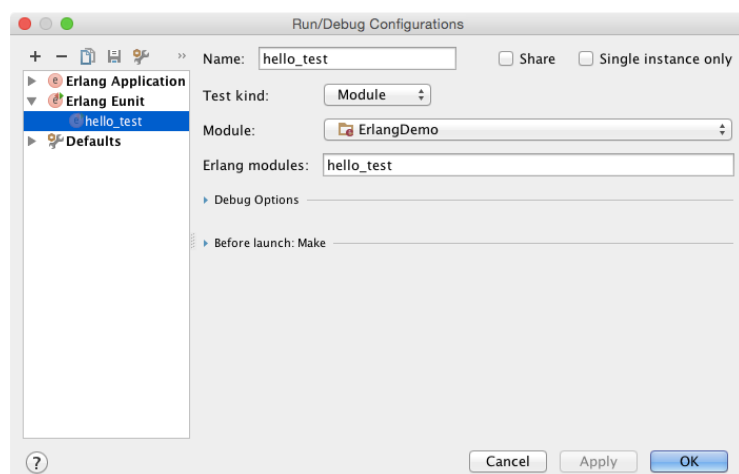 Run/Debug Configurations
+ − »
Name: hello_test Share Single instance only
Erlang Application
Erlang Eunit
hello_test
Defaults
Test kind: Module
Module: ErlangDemo
Erlang modules: hello_test
Debug Options
Before launch: Make
? Cancel Apply OK